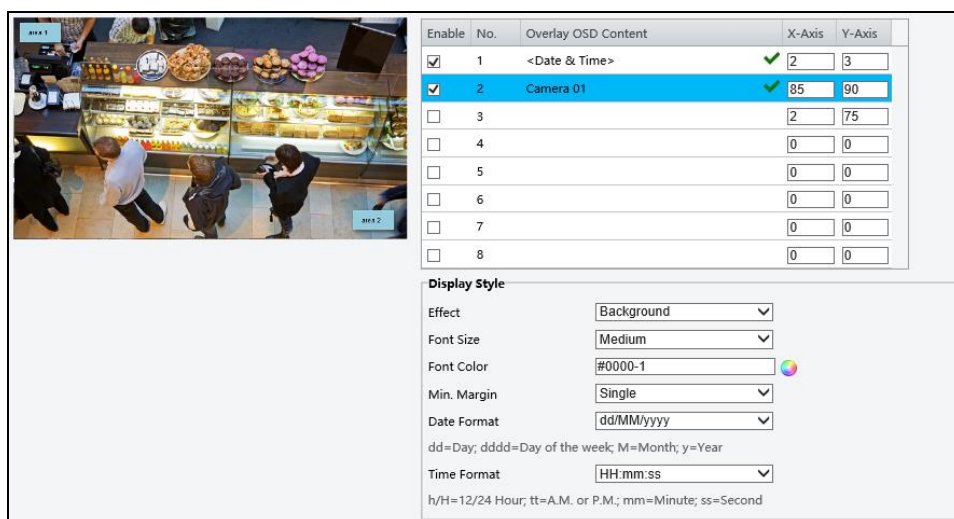 area 1
area 2
Enable No. Overlay OSD Content X-Axis Y-Axis
1 <Date & Time> 2 3
2 Camera 01 85 90
3 2 75
4 0 0
5 0 0
6 0 0
7 0 0
8 0 0
Display Style
Effect Background
Font Size Medium
Font Color #0000-1
Min. Margin Single
Date Format dd/MM/yyyy
dd=Day; dddd=Day of the week; M=Month; y=Year
Time Format HH:mm:ss
h/H=12/24 Hour; tt=A.M. or P.M.; mm=Minute; ss=Second